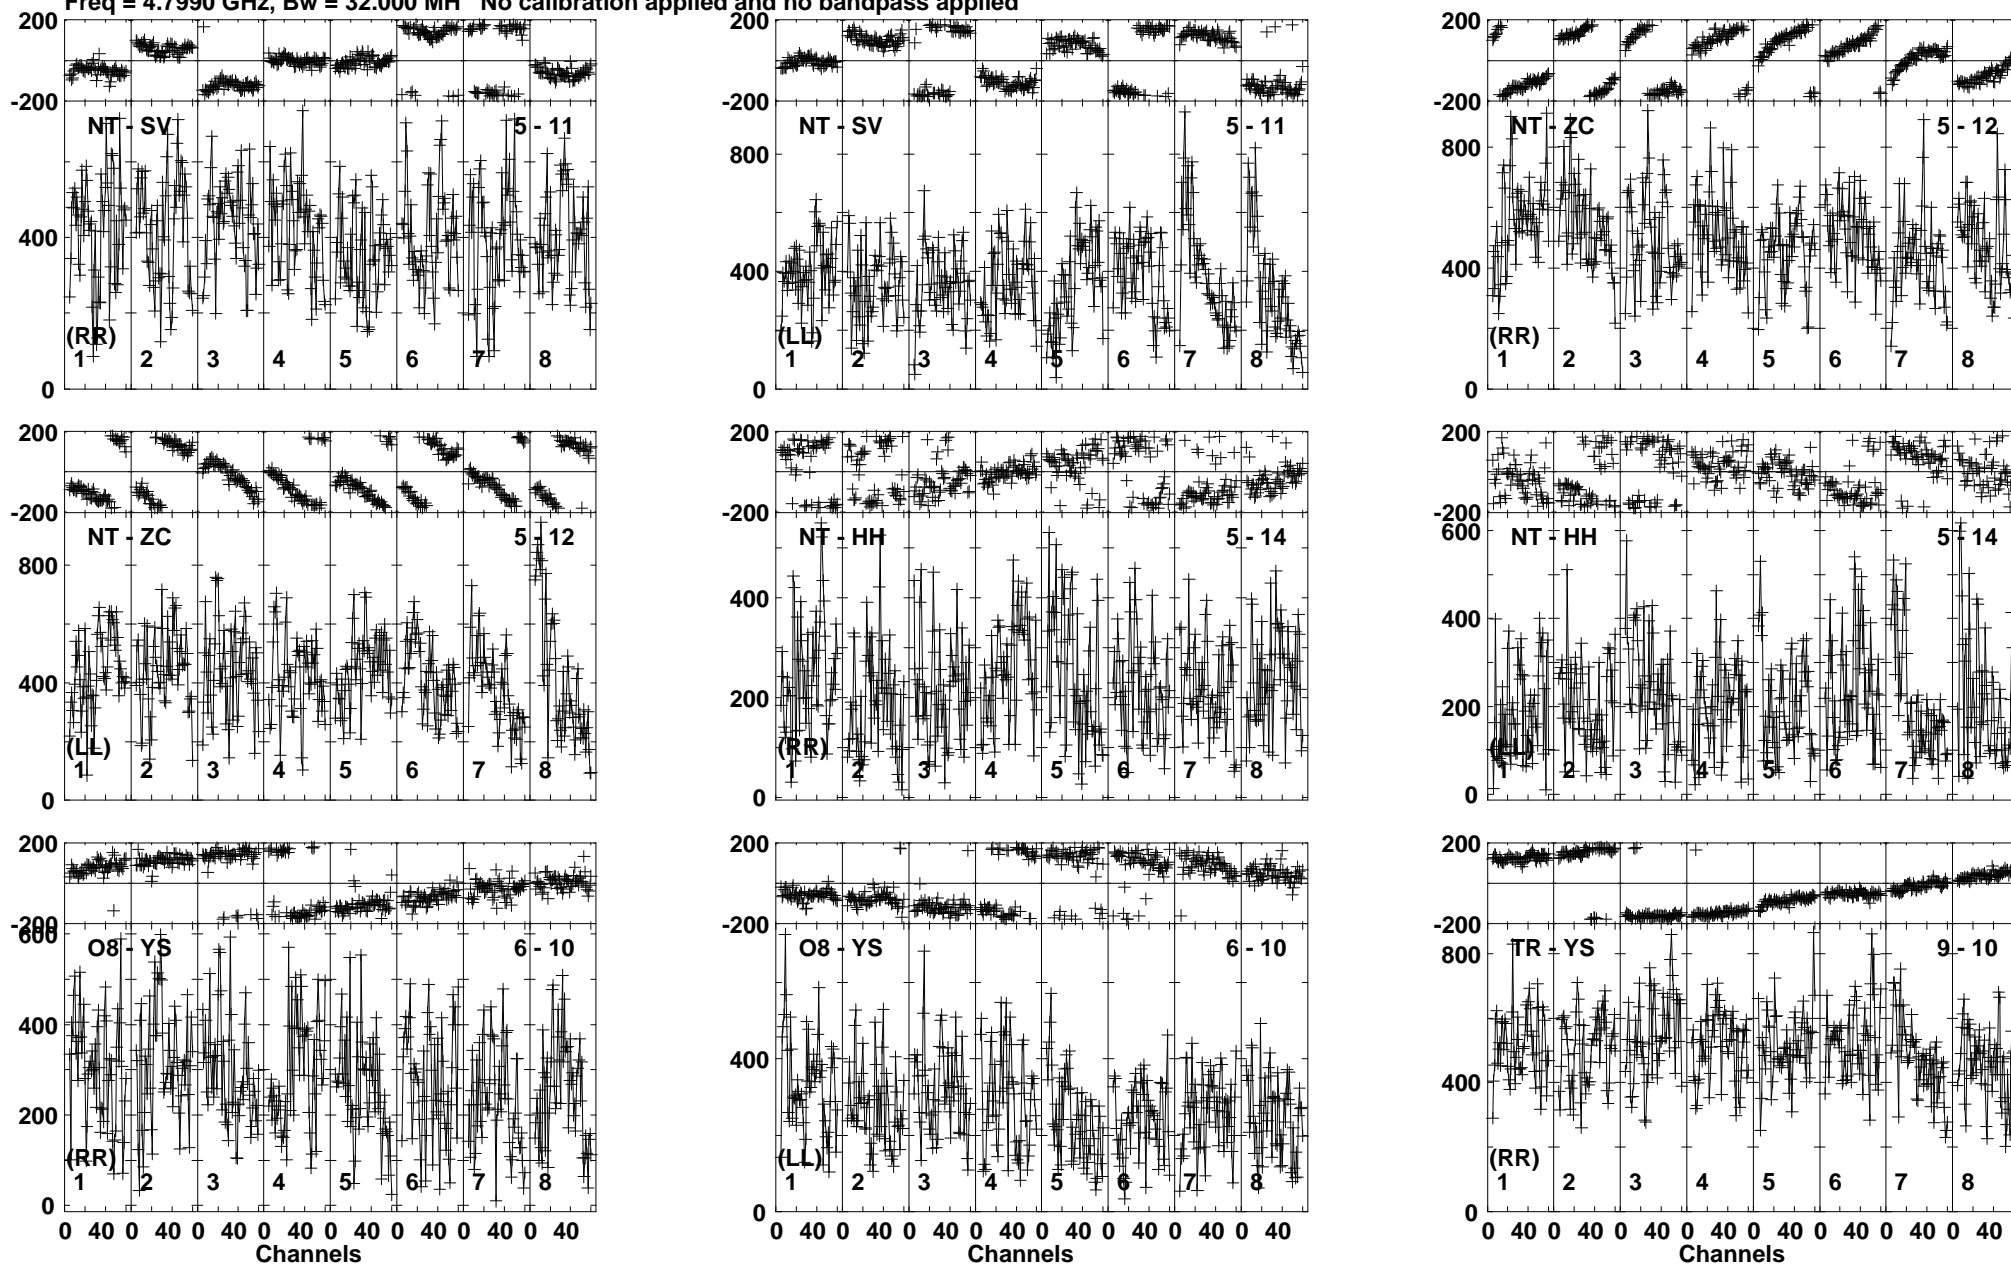 Freq = 4.7990 GHz, Bw = 32.000 MH No calibration applied and no bandpass applied
200 200 200
-200 -200 -200
NT - SV 5 - 11 NT - SV 5 - 11 NT - ZC 5 - 12
800 800
400 400 400
(RR) (LL) (RR)
1 2 3 4 5 6 7 8 1 2 3 4 5 6 7 8 1 2 3 4 5 6 7 8
0 0 0
200 200 200
-200 -200 -200
NT - ZC 5 - 12 NT - HH 5 - 14 NT - HH 5 - 14
800 600
400 400 400
200 200
(LL) (RR) (LL)
1 2 3 4 5 6 7 8 1 2 3 4 5 6 7 8 1 2 3 4 5 6 7 8
0 0 0
200 200 200
-200 -200 -200
600
O8 - YS 6 - 10 O8 - YS 6 - 10 TR - YS 9 - 10
800
400 400 400
200
(RR) (LL) (RR)
1 2 3 4 5 6 7 8 1 2 3 4 5 6 7 8 1 2 3 4 5 6 7 8
0 0 0
0 40 0 40 0 40 0 40 0 40 0 40 0 40 0 40 0 40 0 40 0 40 0 40 0 40 0 40 0 40 0 40 0 40 0 40 0 40 0 40 0 40 0 40 0 40 0 40
Channels Channels Channels